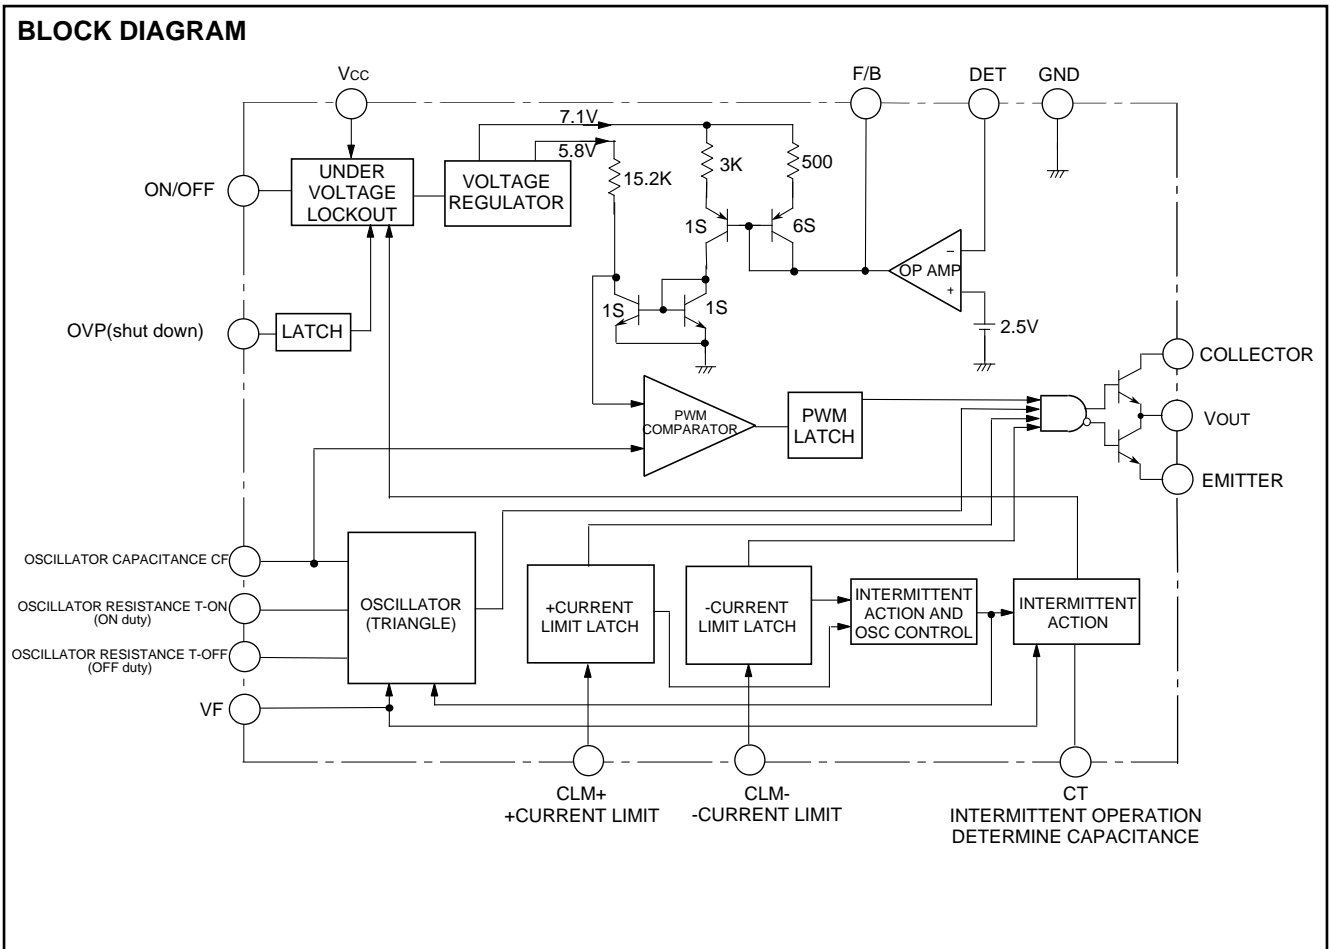 BLOCK DIAGRAM
VCC
F/B
DET
GND
7.1V
5.8V
15.2K
3K
500
ON/OFF
UNDER
VOLTAGE
LOCKOUT
VOLTAGE
REGULATOR
1S
6S
OP AMP
−
+
2.5V
1S
1S
OVP(shut down)
LATCH
COLLECTOR
VOUT
EMITTER
PWM
COMPARATOR
PWM
LATCH
OSCILLATOR CAPACITANCE CF
OSCILLATOR RESISTANCE T-ON
(ON duty)
OSCILLATOR RESISTANCE T-OFF
(OFF duty)
VF
OSCILLATOR
(TRIANGLE)
+CURRENT
LIMIT LATCH
-CURRENT
LIMIT LATCH
INTERMITTENT
ACTION AND
OSC CONTROL
INTERMITTENT
ACTION
CLM+
+CURRENT LIMIT
CLM-
-CURRENT LIMIT
CT
INTERMITTENT OPERATION
DETERMINE CAPACITANCE